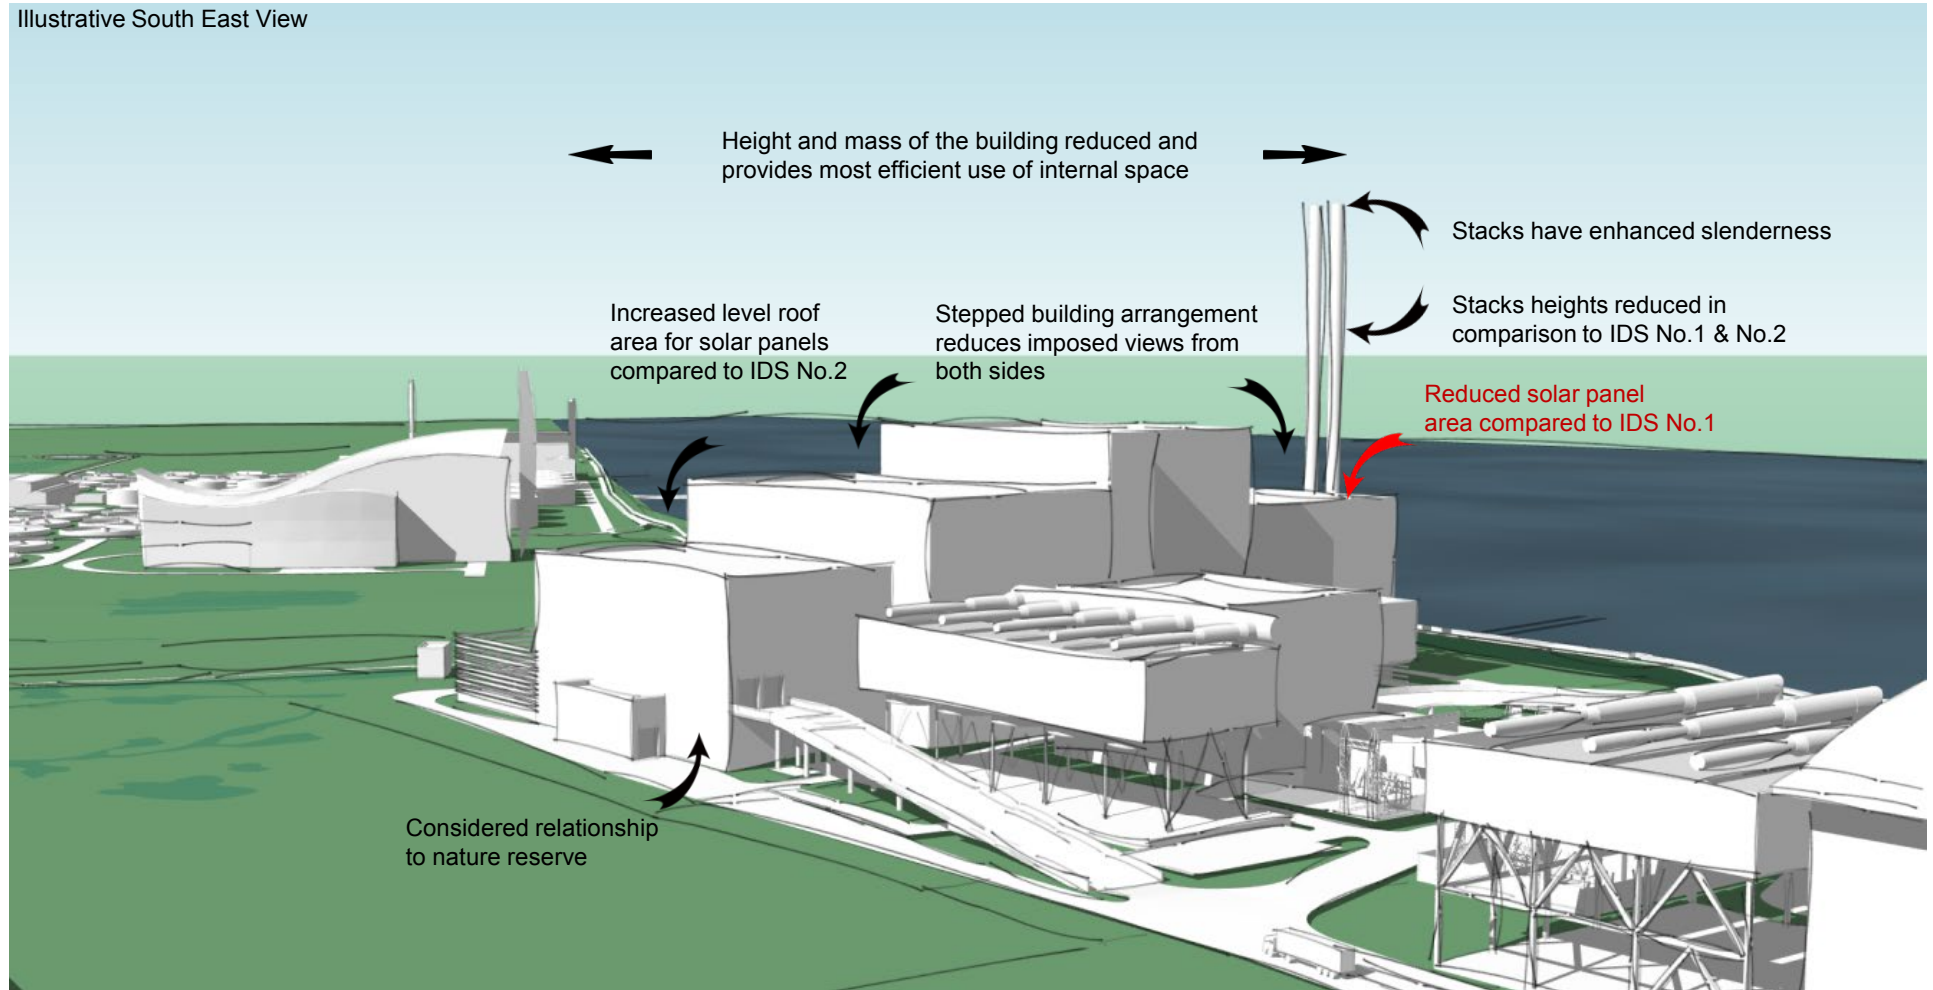 Illustrative South East View
Height and mass of the building reduced and
provides most efficient use of internal space
Stacks have enhanced slenderness
Increased level roof
area for solar panels
compared to IDS No.2
Stepped building arrangement
reduces imposed views from
both sides
Stacks heights reduced in
comparison to IDS No.1 & No.2
Reduced solar panel
area compared to IDS No.1
Considered relationship
to nature reserve